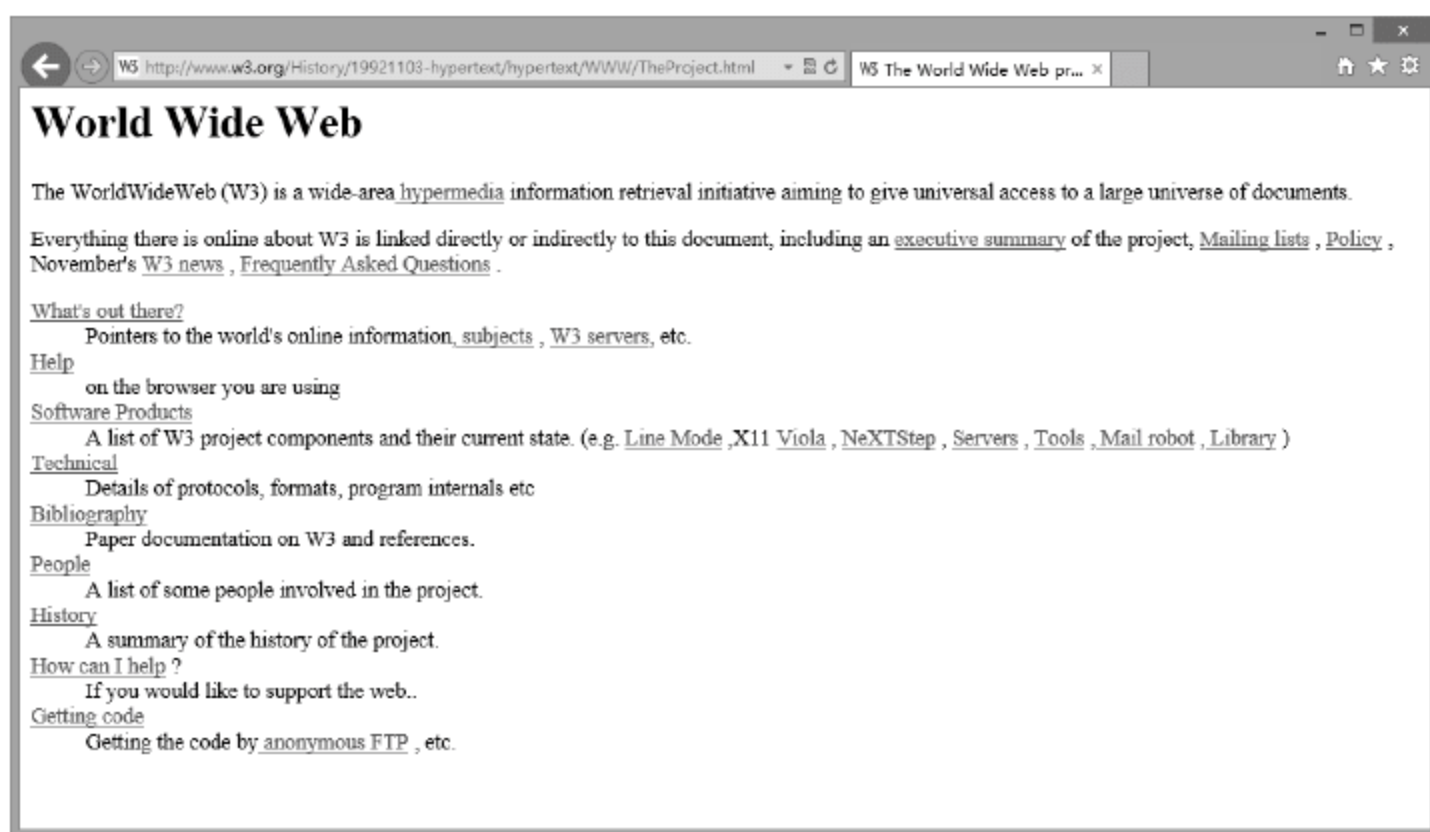 http://www.w3.org/History/19921103-hypertext/hypertext/WWW/TheProject.html
W3 The World Wide Web pr...
World Wide Web
The WorldWideWeb (W3) is a wide-area hypermedia information retrieval initiative aiming to give universal access to a large universe of documents.
Everything there is online about W3 is linked directly or indirectly to this document, including an executive summary of the project, Mailing lists , Policy ,
November's W3 news , Frequently Asked Questions .
What's out there?
Pointers to the world's online information, subjects , W3 servers, etc.
Help
on the browser you are using
Software Products
A list of W3 project components and their current state. (e.g. Line Mode ,X11 Viola , NeXTStep , Servers , Tools , Mail robot , Library )
Technical
Details of protocols, formats, program internals etc
Bibliography
Paper documentation on W3 and references.
People
A list of some people involved in the project.
History
A summary of the history of the project.
How can I help ?
If you would like to support the web..
Getting code
Getting the code by anonymous FTP , etc.